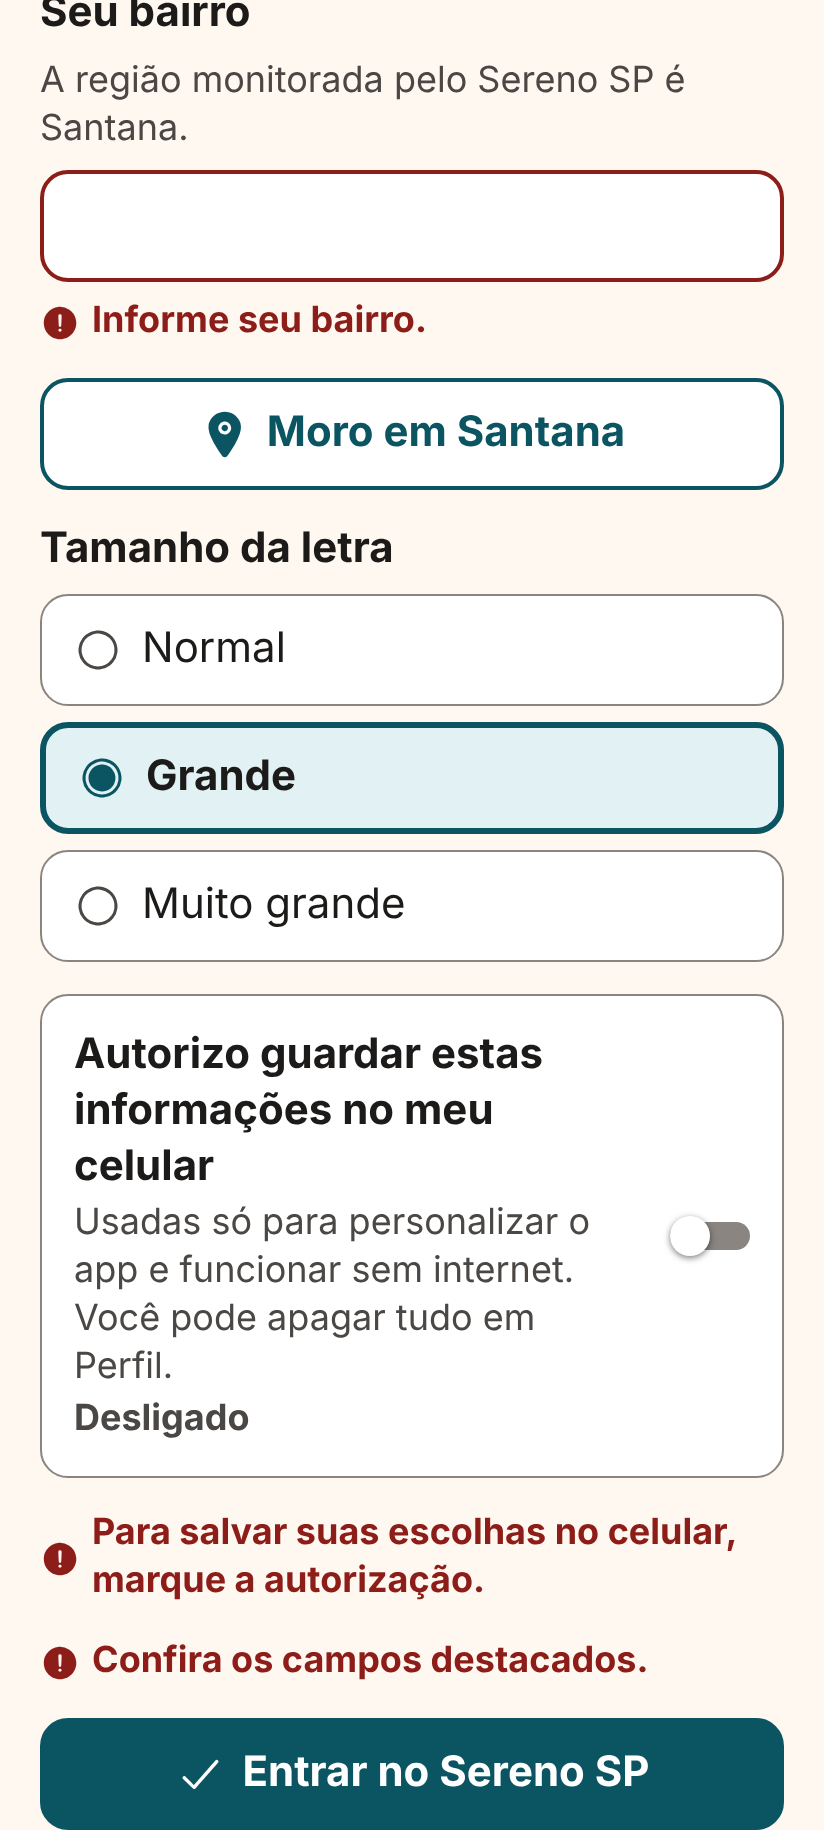 Seu bairro
A região monitorada pelo Sereno SP é
Santana.
Informe seu bairro.
Moro em Santana
Tamanho da letra
Normal
Grande
Muito grande
Autorizo guardar estas
informações no meu
celular
Usadas só para personalizar o
app e funcionar sem internet.
Você pode apagar tudo em
Perfil.
Desligado
Para salvar suas escolhas no celular,
marque a autorização.
Confira os campos destacados.
Entrar no Sereno SP